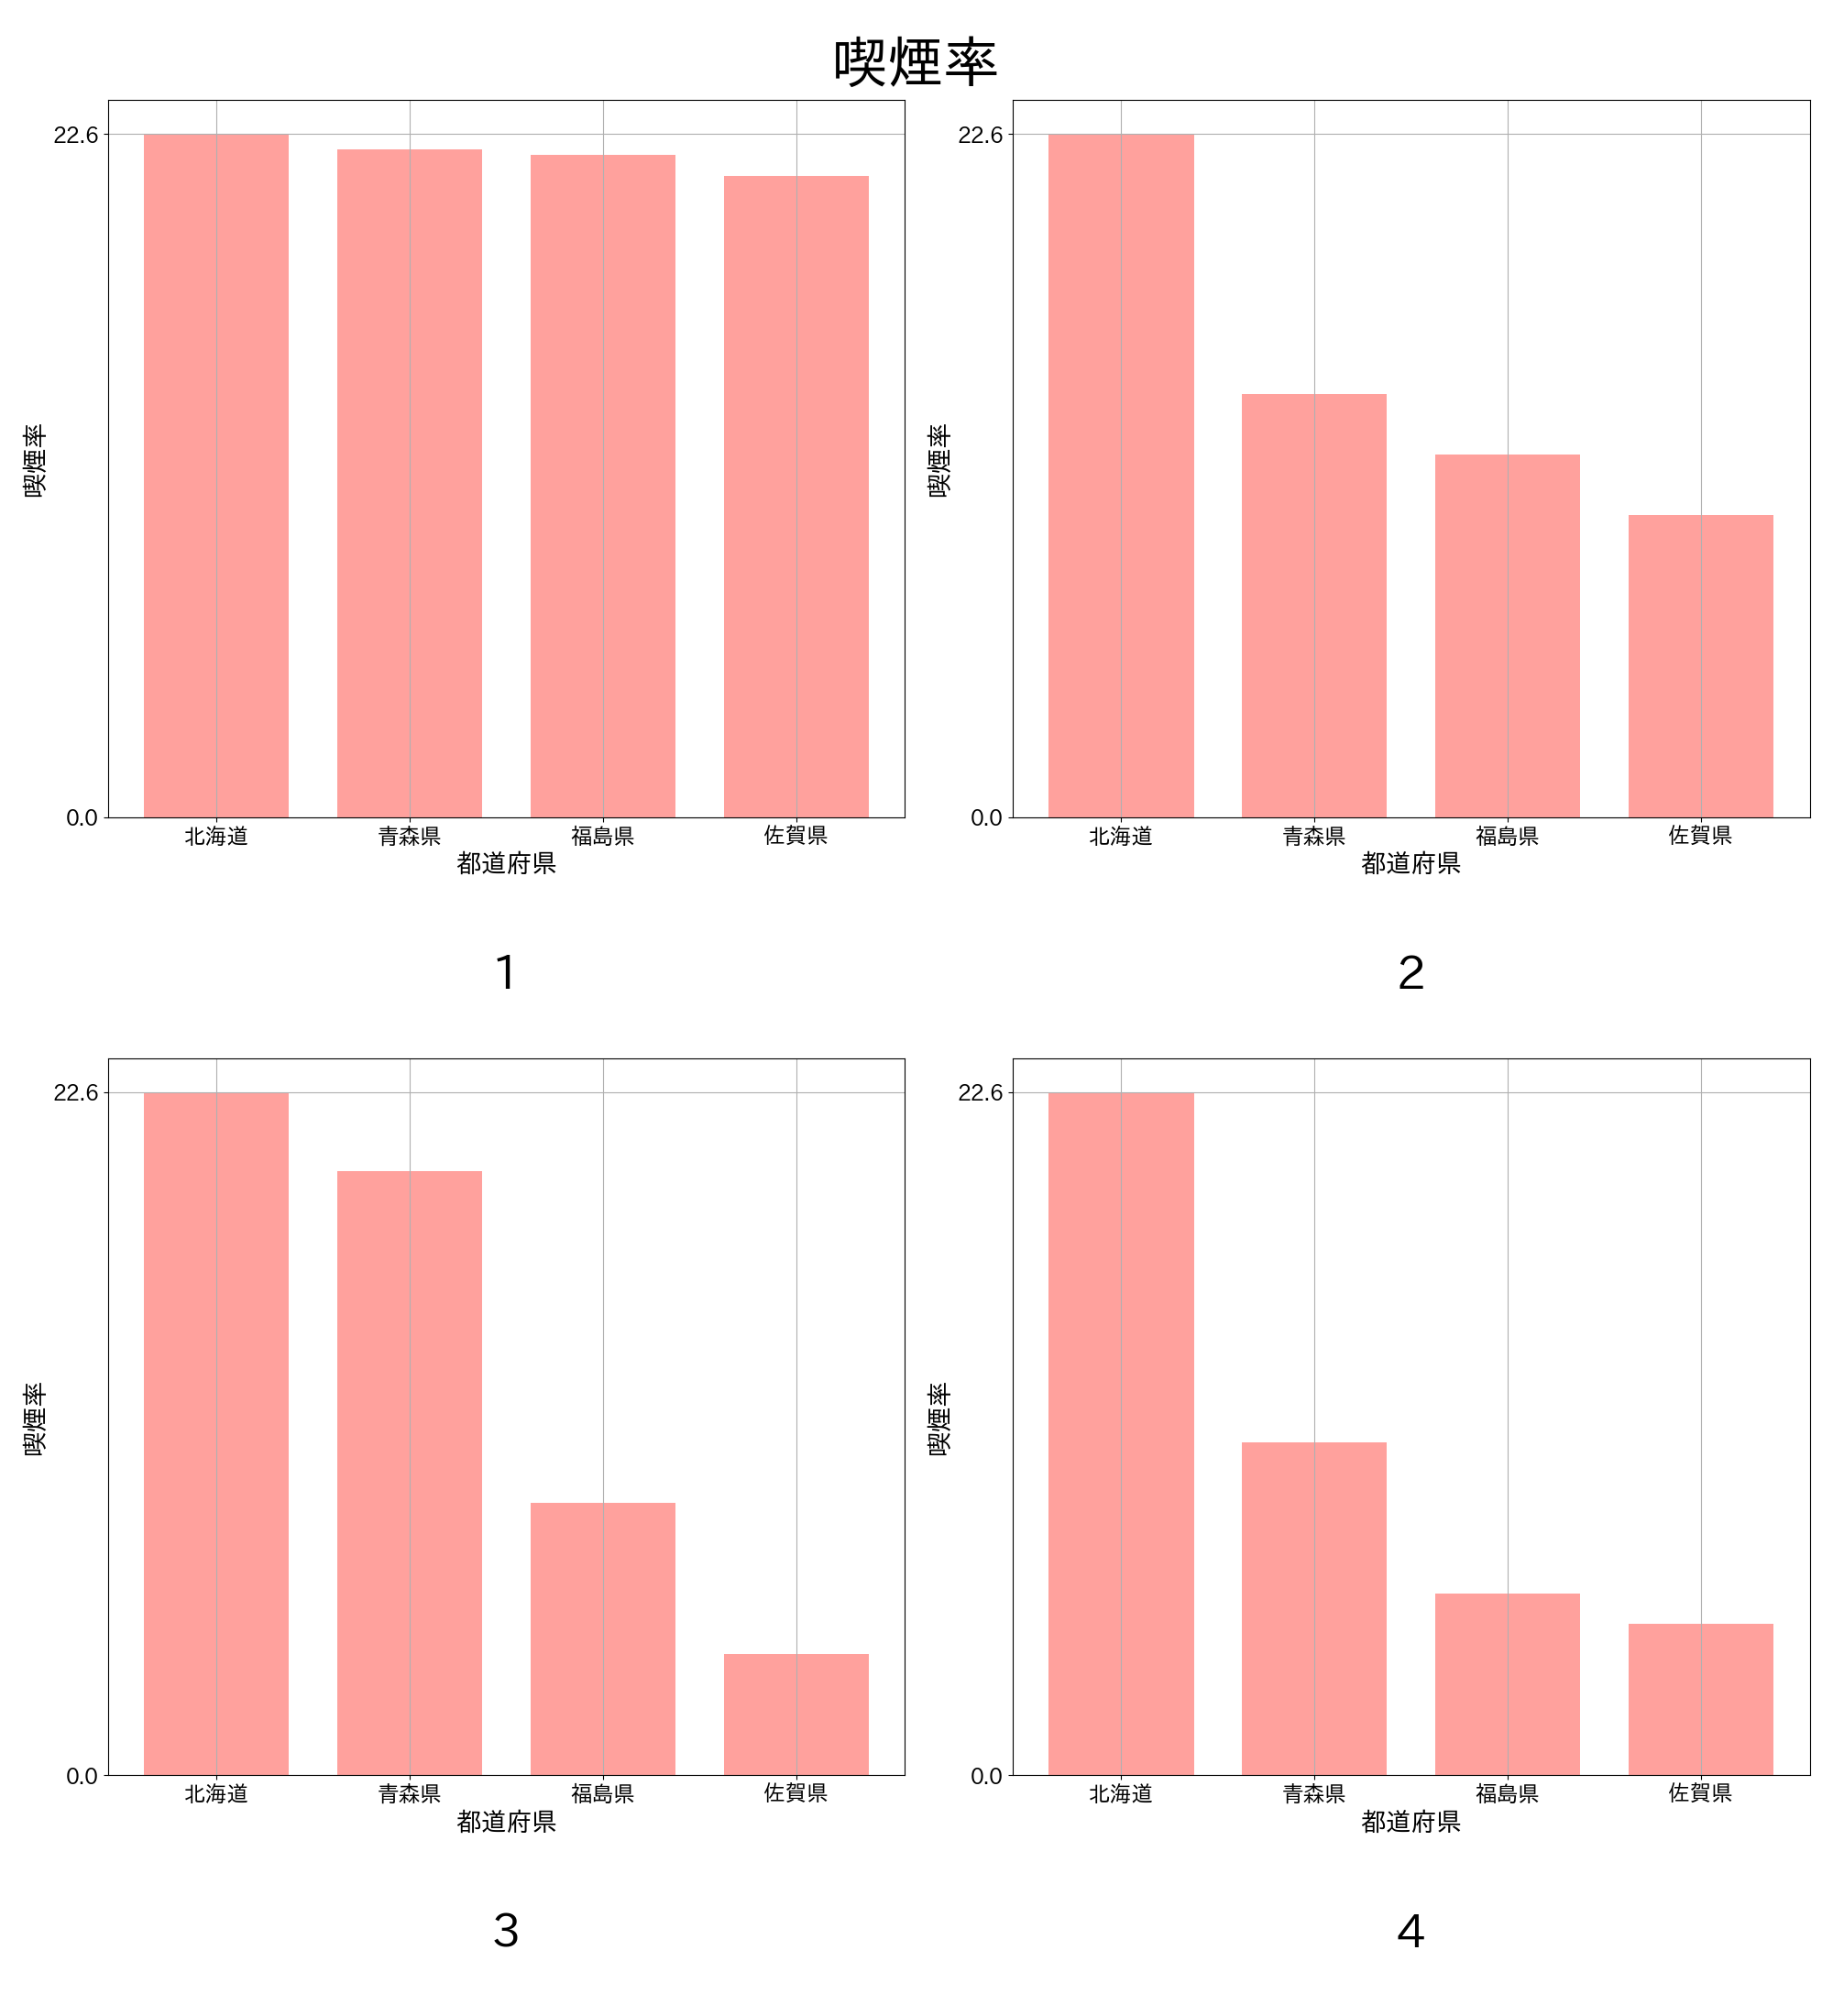 喫煙率
22.6
0.0
喫煙率
北海道 青森県 福島県 佐賀県
都道府県
1
22.6
0.0
喫煙率
北海道 青森県 福島県 佐賀県
都道府県
2
22.6
0.0
喫煙率
北海道 青森県 福島県 佐賀県
都道府県
3
22.6
0.0
喫煙率
北海道 青森県 福島県 佐賀県
都道府県
4